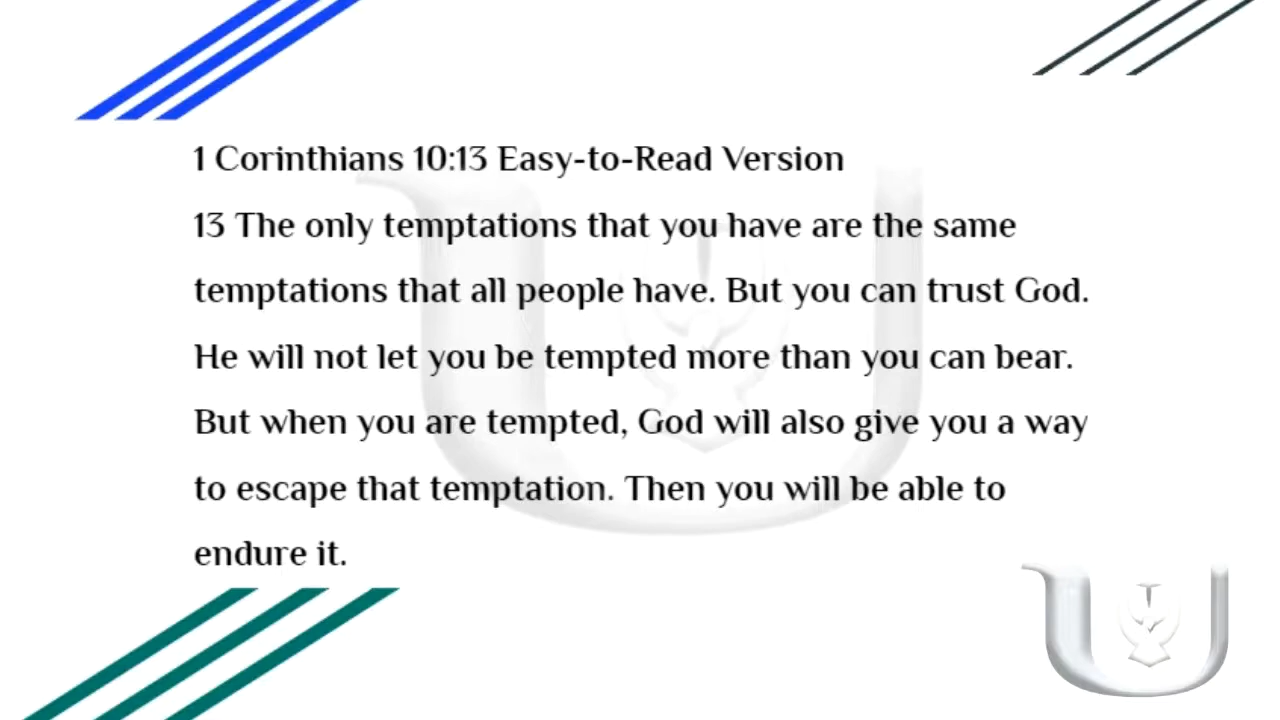 1 Corinthians 10:13 Easy-to-Read Version
13 The only temptations that you have are the same
temptations that all people have. But you can trust God.
He will not let you be tempted more than you can bear.
But when you are tempted, God will also give you a way
to escape that temptation. Then you will be able to
endure it.